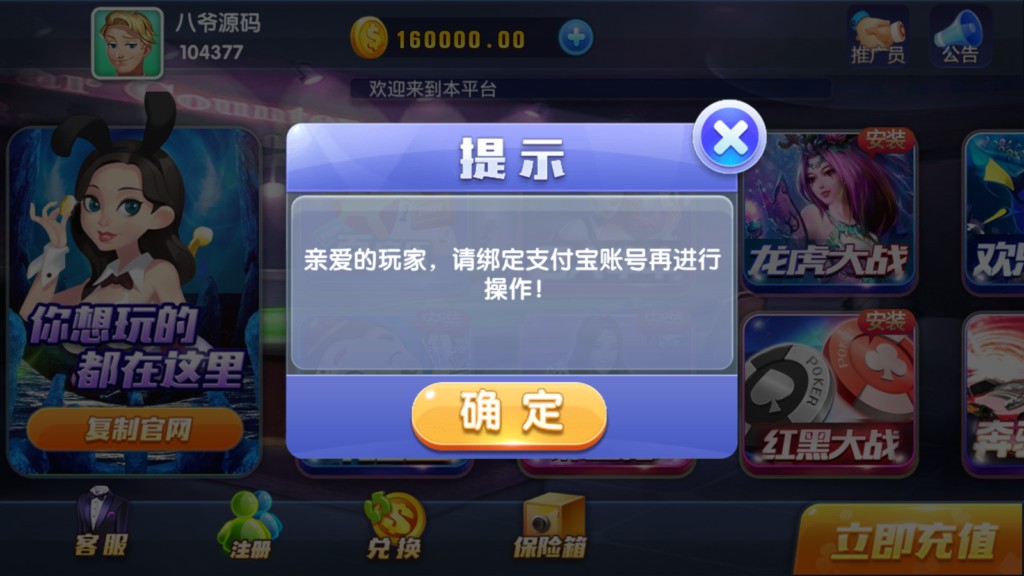 八爷源码
104377
160000.00
推广员
公告
欢迎来到本平台
提示
亲爱的玩家，请绑定支付宝账号再进行
操作！
确定
你想玩的
都在这里
复制官网
安装
龙虎大战
欢
安装
POKER
POKER
红黑大战
奔
客服
注册
兑换
保险箱
立即充值